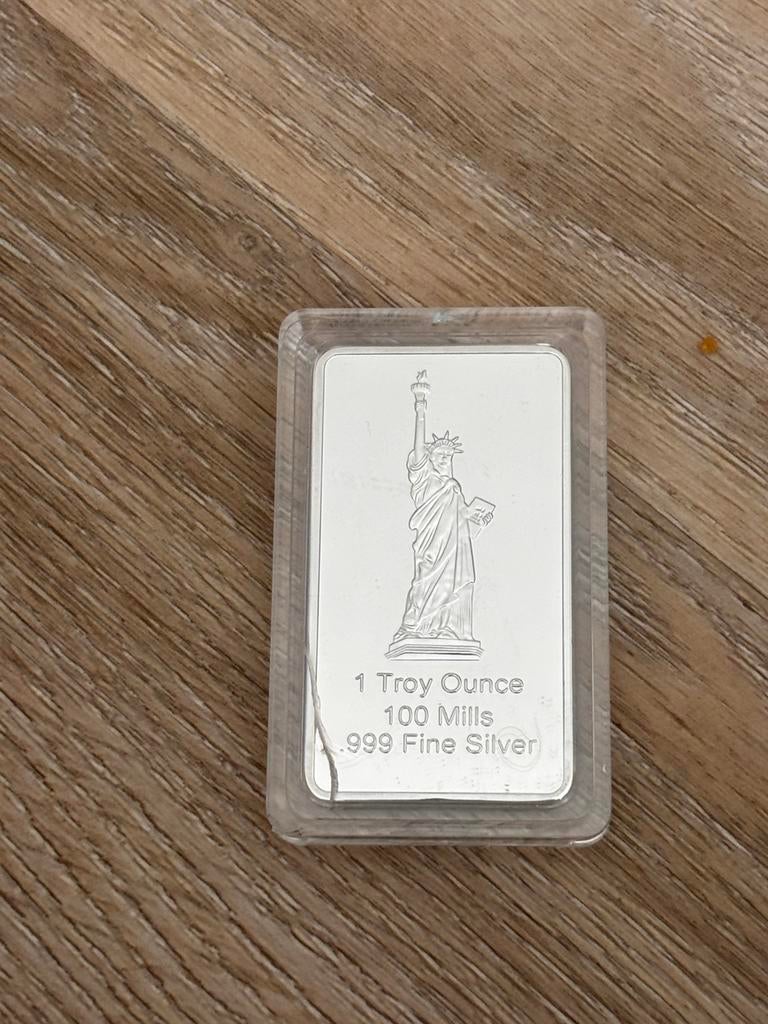 1 Troy Ounce
100 Mills
.999 Fine Silver